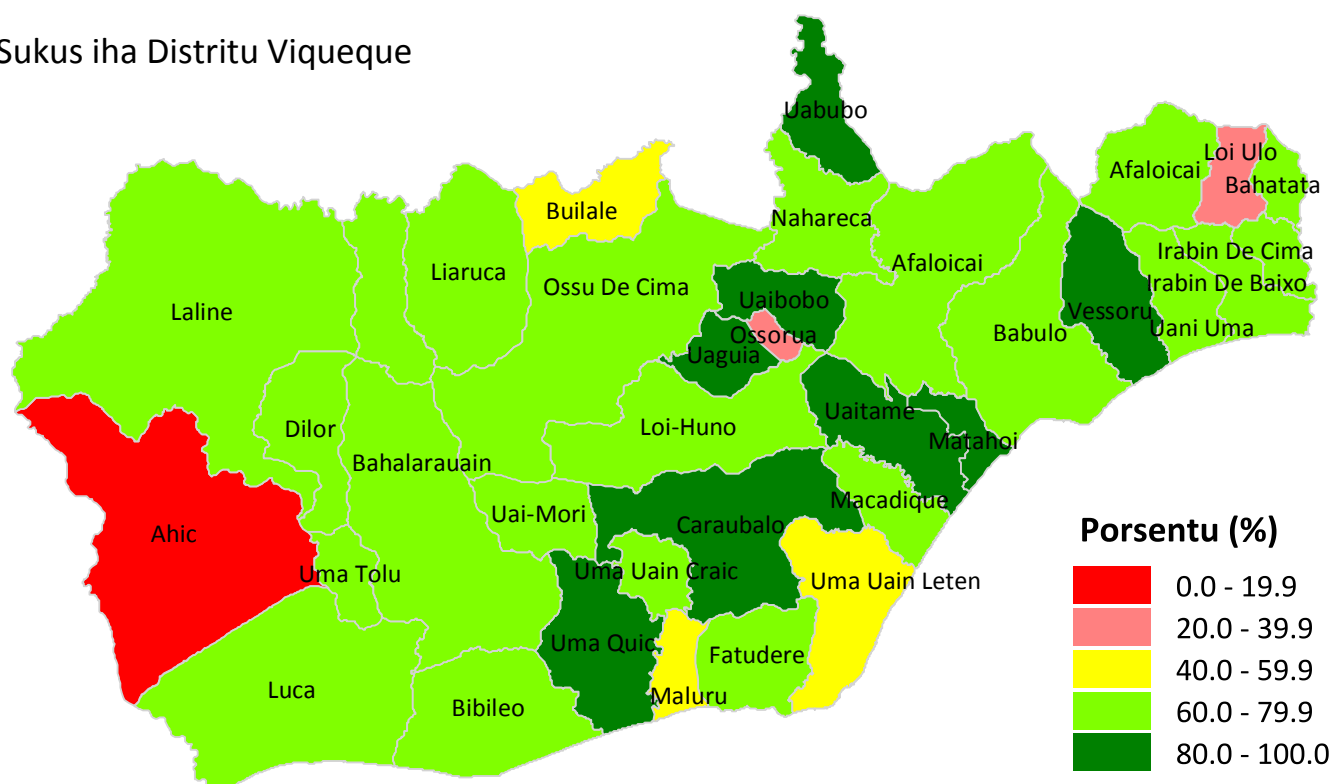 Sukus iha Distritu Viqueque
Uabubo
Loi Ulo
Afaloicai
Bahatata
Builale
Nahareca
Irabin De Cima
Liaruca
Afaloicai
Ossu De Cima
Irabin De Baixo
Uaibobo
Laline
Vessoru
Uani Uma
Ossorua
Babulo
Uaguia
Uaitame
Loi-Huno
Dilor
Matahoi
Bahalarauain
Macadique
Uai-Mori
Caraubalo
Ahic
Uma Tolu
Uma Uain Craic
Uma Uain Leten
Uma Quic
Fatudere
Luca
Maluru
Bibileo
Porsentu (%)
0.0 - 19.9
20.0 - 39.9
40.0 - 59.9
60.0 - 79.9
80.0 - 100.0